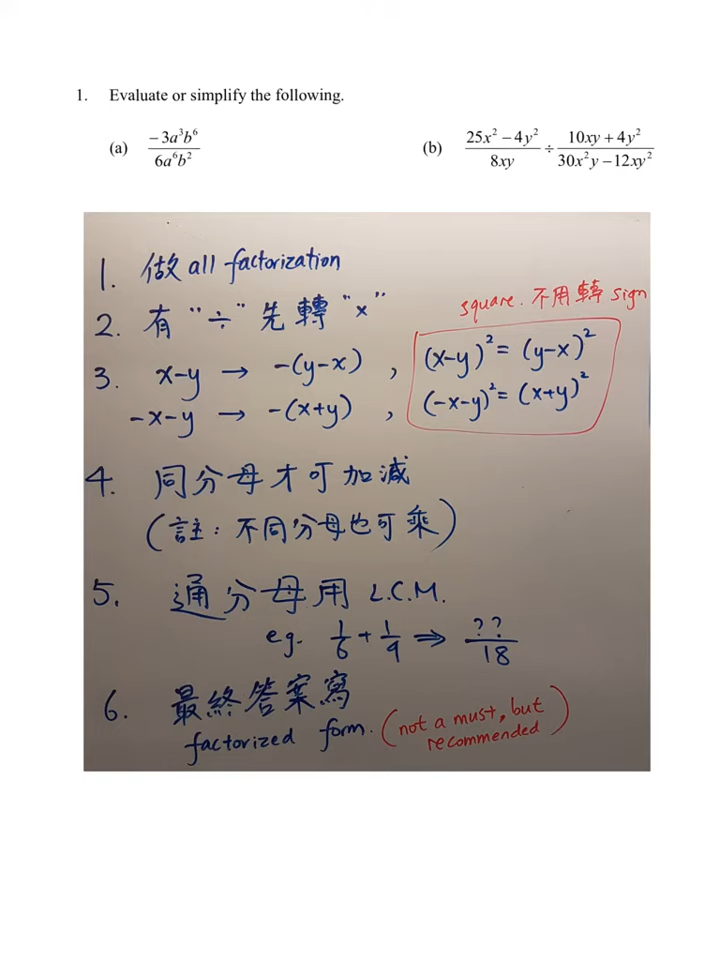 1. Evaluate or simplify the following.
(a) −3a³b⁶ / 6a⁶b² (b) (25x² − 4y²) / 8xy ÷ (10xy + 4y²) / (30x²y − 12xy²)
1. 做 all factorization
square. 不用轉 sign
2. 有 "÷" 先轉 "x"
3. x−y → −(y−x) , (x−y)² = (y−x)²
−x−y → −(x+y) , (−x−y)² = (x+y)²
4. 同分母才可加減
(註: 不同分母也可乘)
5. 通分母用 L.C.M.
eg. 1/6 + 1/9 ⇒ ??/18
6. 最終答案寫
factorized form. (not a must, but
recommended)